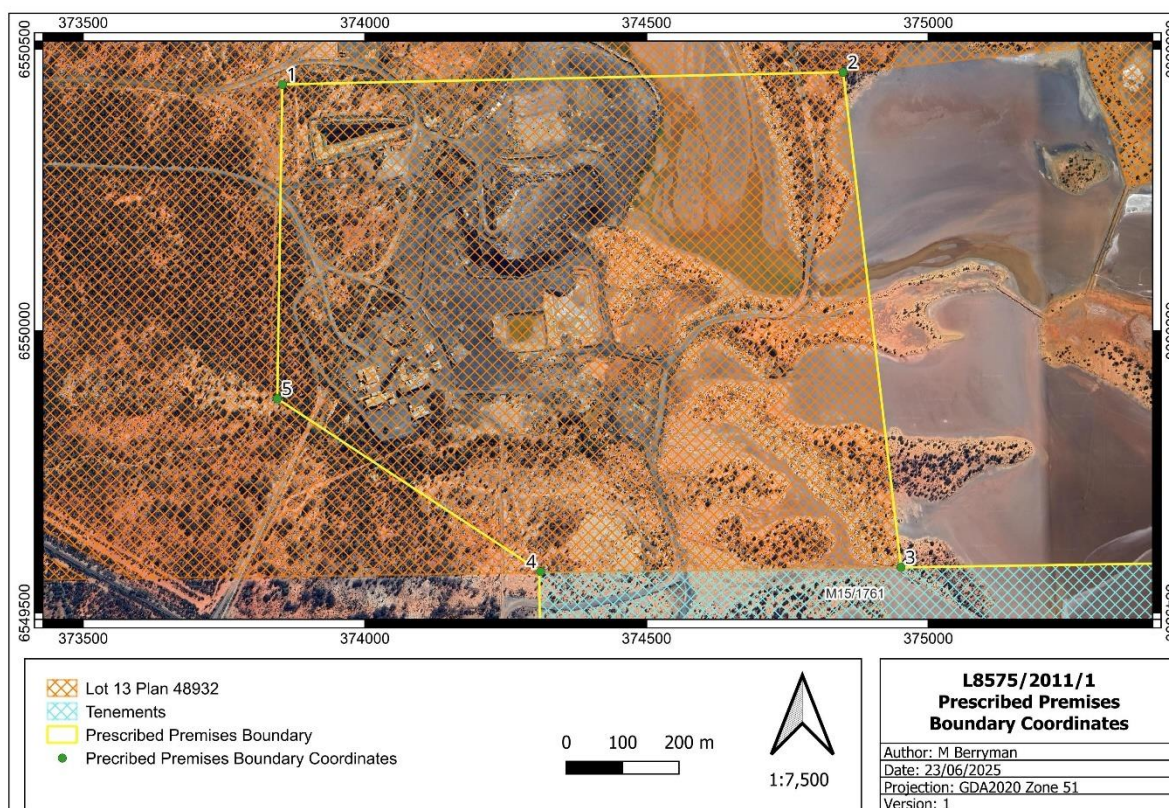 373500 374000 374500 375000
6550500
1
2
6550000
5
4
3
M15/1761
6549500
373500 374000 374500 375000
Lot 13 Plan 48932
Tenements
Prescribed Premises Boundary
Precribed Premises Boundary Coordinates
0 100 200 m
1:7,500
L8575/2011/1
Prescribed Premises
Boundary Coordinates
Author: M Berryman
Date: 23/06/2025
Projection: GDA2020 Zone 51
Version: 1